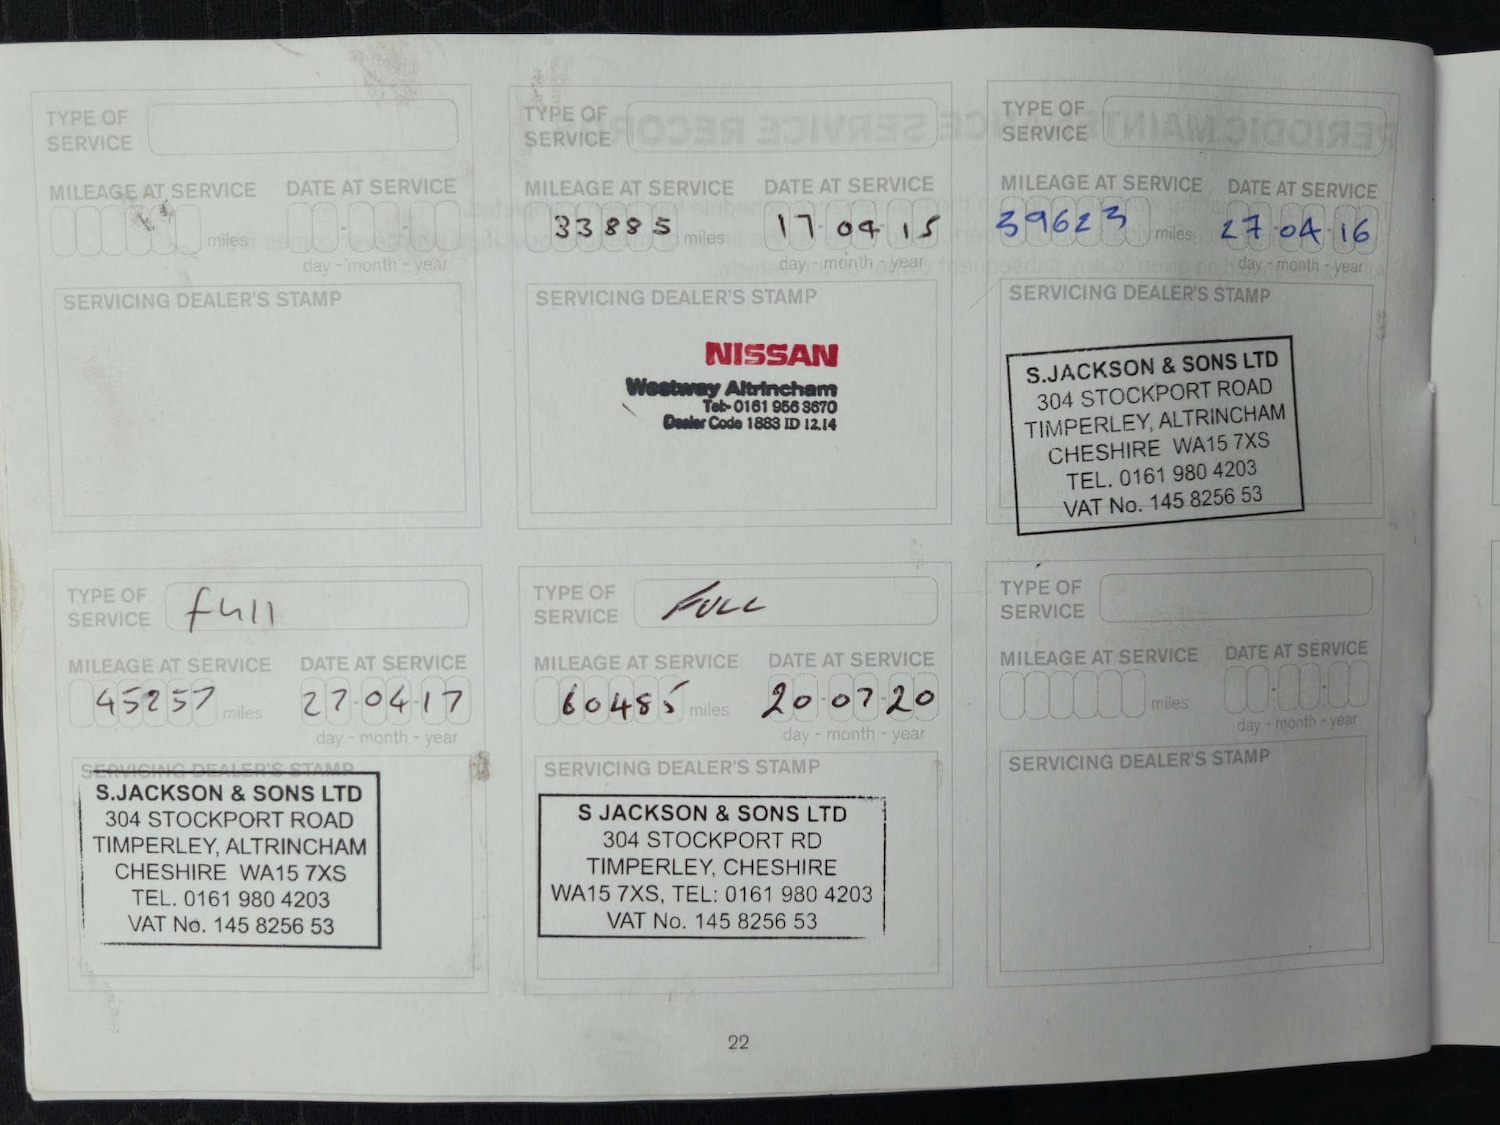 TYPE OF
SERVICE
MILEAGE AT SERVICE DATE AT SERVICE
miles
day - month - year
SERVICING DEALER'S STAMP
TYPE OF
SERVICE
MILEAGE AT SERVICE DATE AT SERVICE
33885 miles 17-04-15
day - month - year
SERVICING DEALER'S STAMP
NISSAN
Westway Altrincham
Tel:- 0161 956 3670
Dealer Code 1883 ID 12.14
TYPE OF
SERVICE
MILEAGE AT SERVICE DATE AT SERVICE
39623 miles 27-04-16
day - month - year
SERVICING DEALER'S STAMP
S.JACKSON & SONS LTD
304 STOCKPORT ROAD
TIMPERLEY, ALTRINCHAM
CHESHIRE WA15 7XS
TEL. 0161 980 4203
VAT No. 145 8256 53
TYPE OF
SERVICE full
MILEAGE AT SERVICE DATE AT SERVICE
45257 miles 27-04-17
day - month - year
SERVICING DEALER'S STAMP
S.JACKSON & SONS LTD
304 STOCKPORT ROAD
TIMPERLEY, ALTRINCHAM
CHESHIRE WA15 7XS
TEL. 0161 980 4203
VAT No. 145 8256 53
TYPE OF
SERVICE FULL
MILEAGE AT SERVICE DATE AT SERVICE
60485 miles 20-07-20
day - month - year
SERVICING DEALER'S STAMP
S JACKSON & SONS LTD
304 STOCKPORT RD
TIMPERLEY, CHESHIRE
WA15 7XS, TEL: 0161 980 4203
VAT No. 145 8256 53
TYPE OF
SERVICE
MILEAGE AT SERVICE DATE AT SERVICE
miles
day - month - year
SERVICING DEALER'S STAMP
22